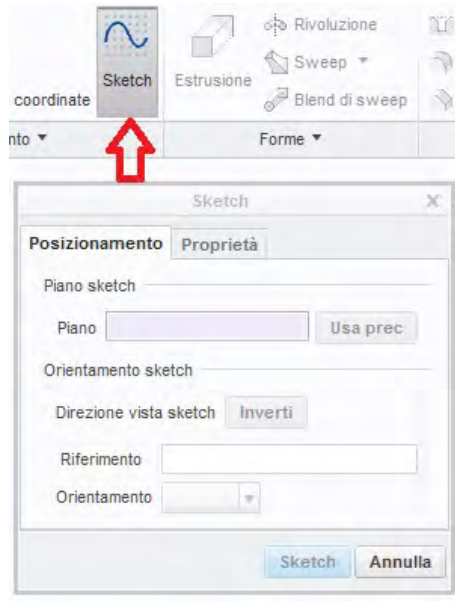 Rivoluzione
Sweep
Sketch
Estrusione
coordinate
Blend di sweep
nto
Forme
Sketch
X
Posizionamento Proprietà
Piano sketch
Piano Usa prec
Orientamento sketch
Direzione vista sketch Inverti
Riferimento
Orientamento
Sketch Annulla